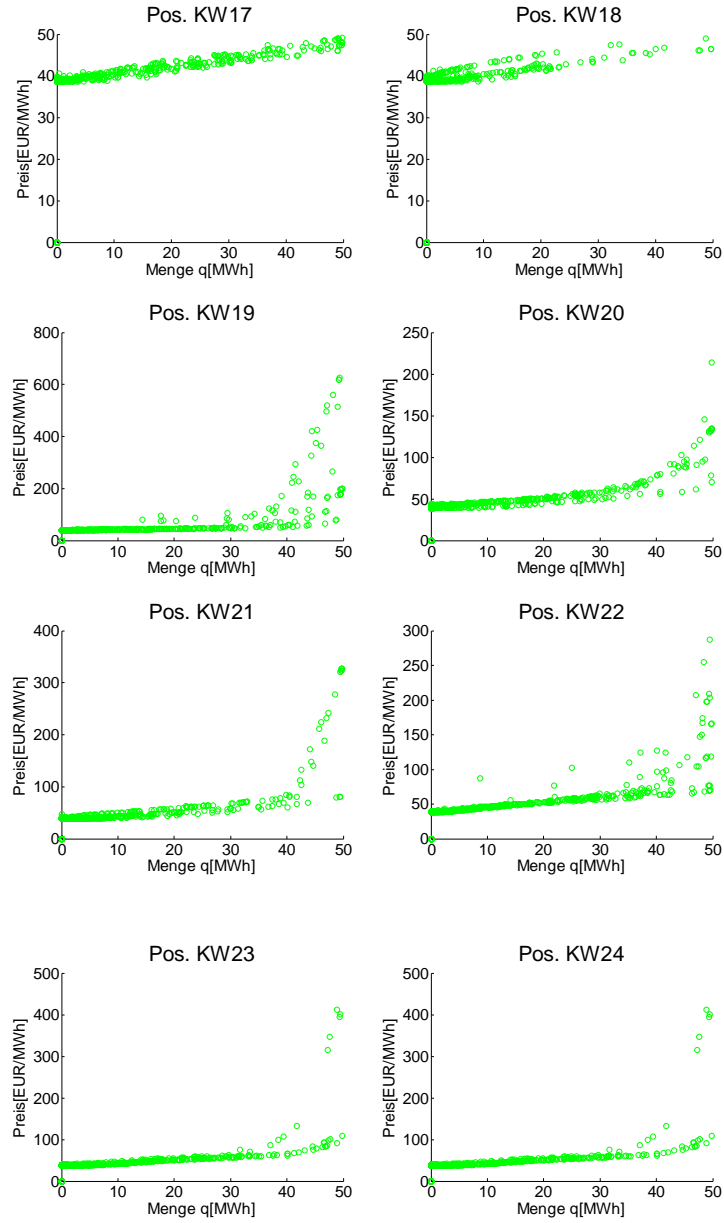 Pos. KW17
Preis[EUR/MWh]
50
40
30
20
10
0
0 10 20 30 40 50
Menge q[MWh]
Pos. KW18
Preis[EUR/MWh]
50
40
30
20
10
0
0 10 20 30 40 50
Menge q[MWh]
Pos. KW19
Preis[EUR/MWh]
800
600
400
200
0
0 10 20 30 40 50
Menge q[MWh]
Pos. KW20
Preis[EUR/MWh]
250
200
150
100
50
0
0 10 20 30 40 50
Menge q[MWh]
Pos. KW21
Preis[EUR/MWh]
400
300
200
100
0
0 10 20 30 40 50
Menge q[MWh]
Pos. KW22
Preis[EUR/MWh]
300
250
200
150
100
50
0
0 10 20 30 40 50
Menge q[MWh]
Pos. KW23
Preis[EUR/MWh]
500
400
300
200
100
0
0 10 20 30 40 50
Menge q[MWh]
Pos. KW24
Preis[EUR/MWh]
500
400
300
200
100
0
0 10 20 30 40 50
Menge q[MWh]